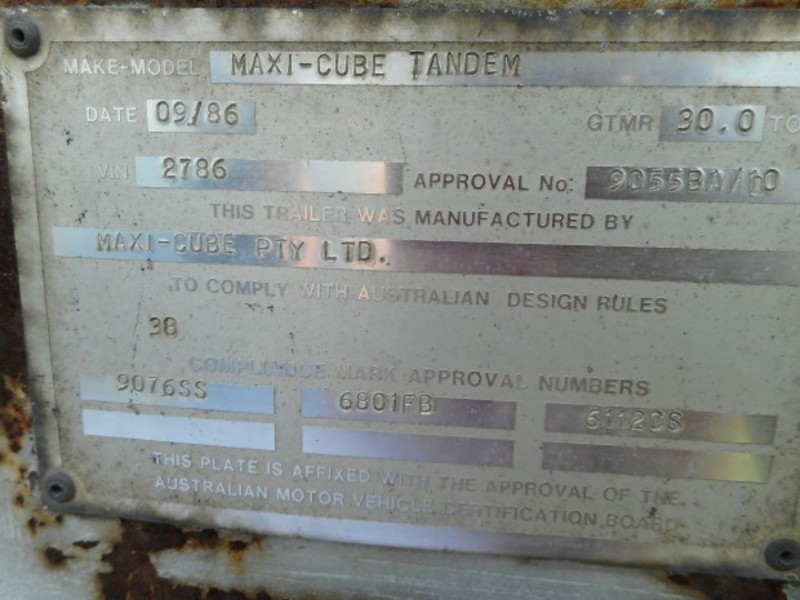 MAKE-MODEL MAXI-CUBE TANDEM
DATE 09/86 GTMR 30.0 TO
VIN 2786 APPROVAL No: 9055BA/00
THIS TRAILER WAS MANUFACTURED BY
MAXI-CUBE PTY LTD.
TO COMPLY WITH AUSTRALIAN DESIGN RULES
38
COMPLIANCE MARK APPROVAL NUMBERS
9076SS 6801FB 6112CS
THIS PLATE IS AFFIXED WITH THE APPROVAL OF THE
AUSTRALIAN MOTOR VEHICLE CERTIFICATION BOARD